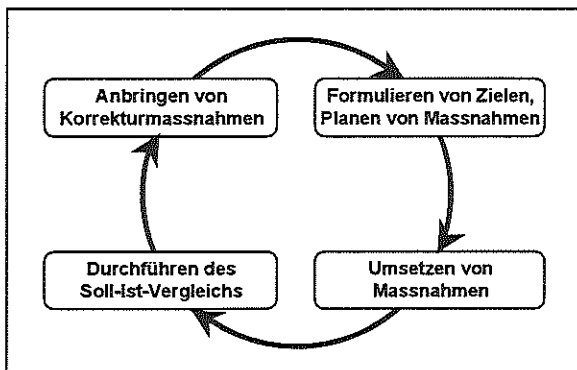 Anbringen von
Korrekturmassnahmen
Formulieren von Zielen,
Planen von Massnahmen
Durchführen des
Soll-Ist-Vergleichs
Umsetzen von
Massnahmen